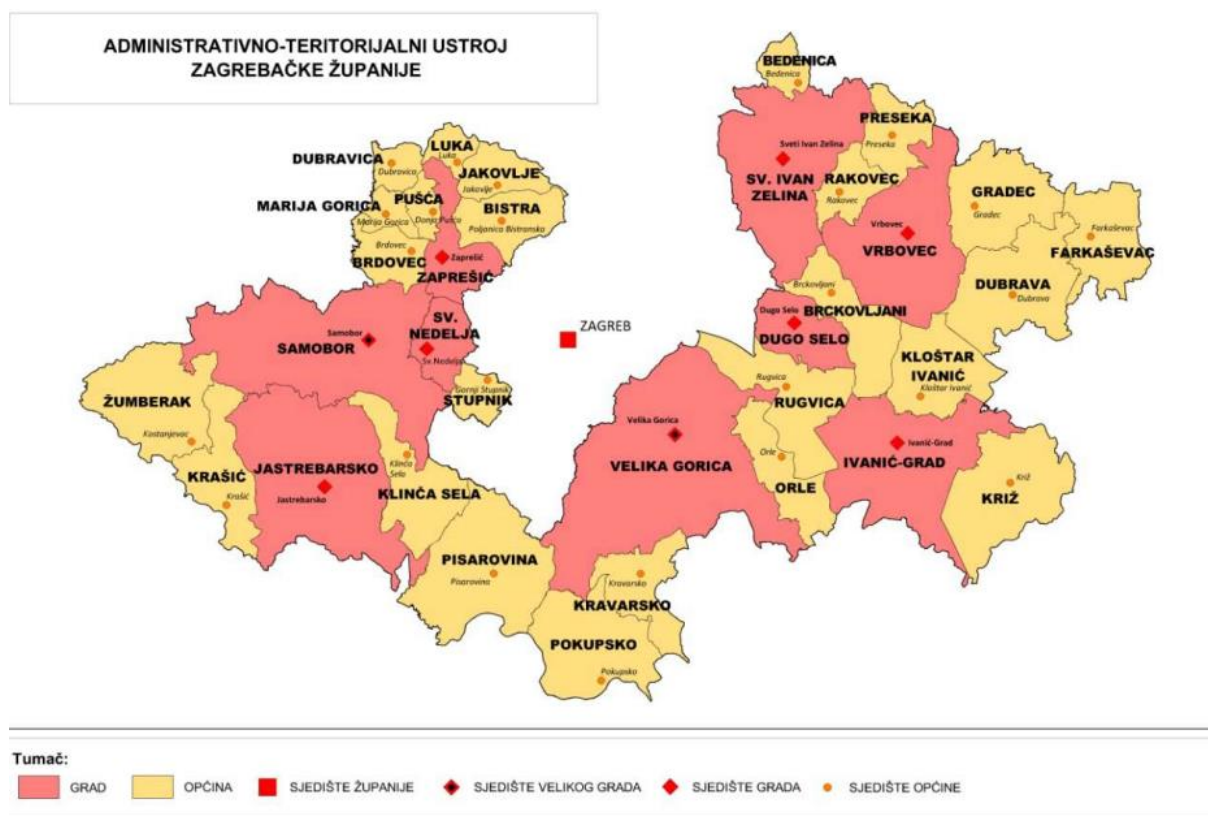 ADMINISTRATIVNO-TERITORIJALNI USTROJ
ZAGREBAČKE ŽUPANIJE
BEDENICA
Bedenica
PRESEKA
Preseka
Sveti Ivan Zelina
SV. IVAN
ZELINA
RAKOVEC
Rakovec
GRADEC
Gradec
Vrbovec
VRBOVEC
Farkaševac
FARKAŠEVAC
DUBRAVA
Dubrava
LUKA
Luka
DUBRAVICA
Dubravica
JAKOVLJE
Jakovlje
MARIJA GORICA
Marija Gorica
PUŠĆA
Donja Pušća
BISTRA
Poljanica Bistranska
Brdovec
BRDOVEC
Zaprešić
ZAPREŠIĆ
Brckovljani
BRCKOVLJANI
Dugo Selo
DUGO SELO
SV.
NEDELJA
Sv. Nedelja
Samobor
SAMOBOR
ZAGREB
KLOŠTAR
IVANIĆ
Kloštar Ivanić
Gornji Stupnik
STUPNIK
Rugvica
RUGVICA
ŽUMBERAK
Kostanjevac
Velika Gorica
VELIKA GORICA
Ivanić-Grad
IVANIĆ-GRAD
Orle
ORLE
Križ
KRIŽ
KRAŠIĆ
Krašić
JASTREBARSKO
Jastrebarsko
Klinča
Sela
KLINČA SELA
PISAROVINA
Pisarovina
Kravarsko
KRAVARSKO
POKUPSKO
Pokupsko
Tumač:
GRAD
OPĆINA
SJEDIŠTE ŽUPANIJE
SJEDIŠTE VELIKOG GRADA
SJEDIŠTE GRADA
SJEDIŠTE OPĆINE